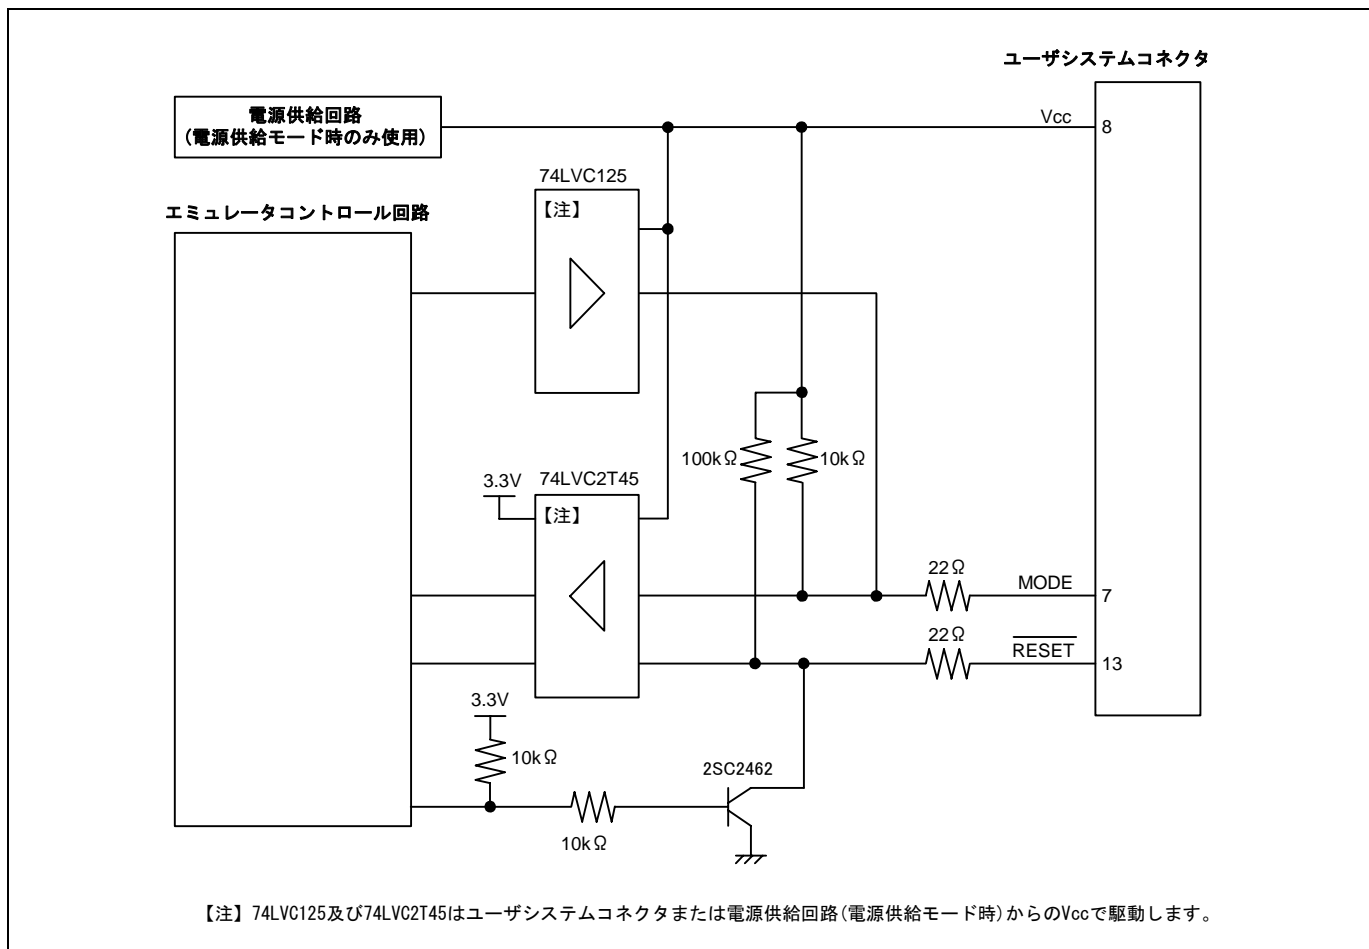 ユーザシステムコネクタ
電源供給回路
(電源供給モード時のみ使用)
Vcc
8
74LVC125
【注】
エミュレータコントロール回路
100kΩ
10kΩ
3.3V
74LVC2T45
【注】
22Ω
MODE
7
22Ω
RESET
13
3.3V
10kΩ
2SC2462
10kΩ
【注】74LVC125及び74LVC2T45はユーザシステムコネクタまたは電源供給回路(電源供給モード時)からのVccで駆動します。